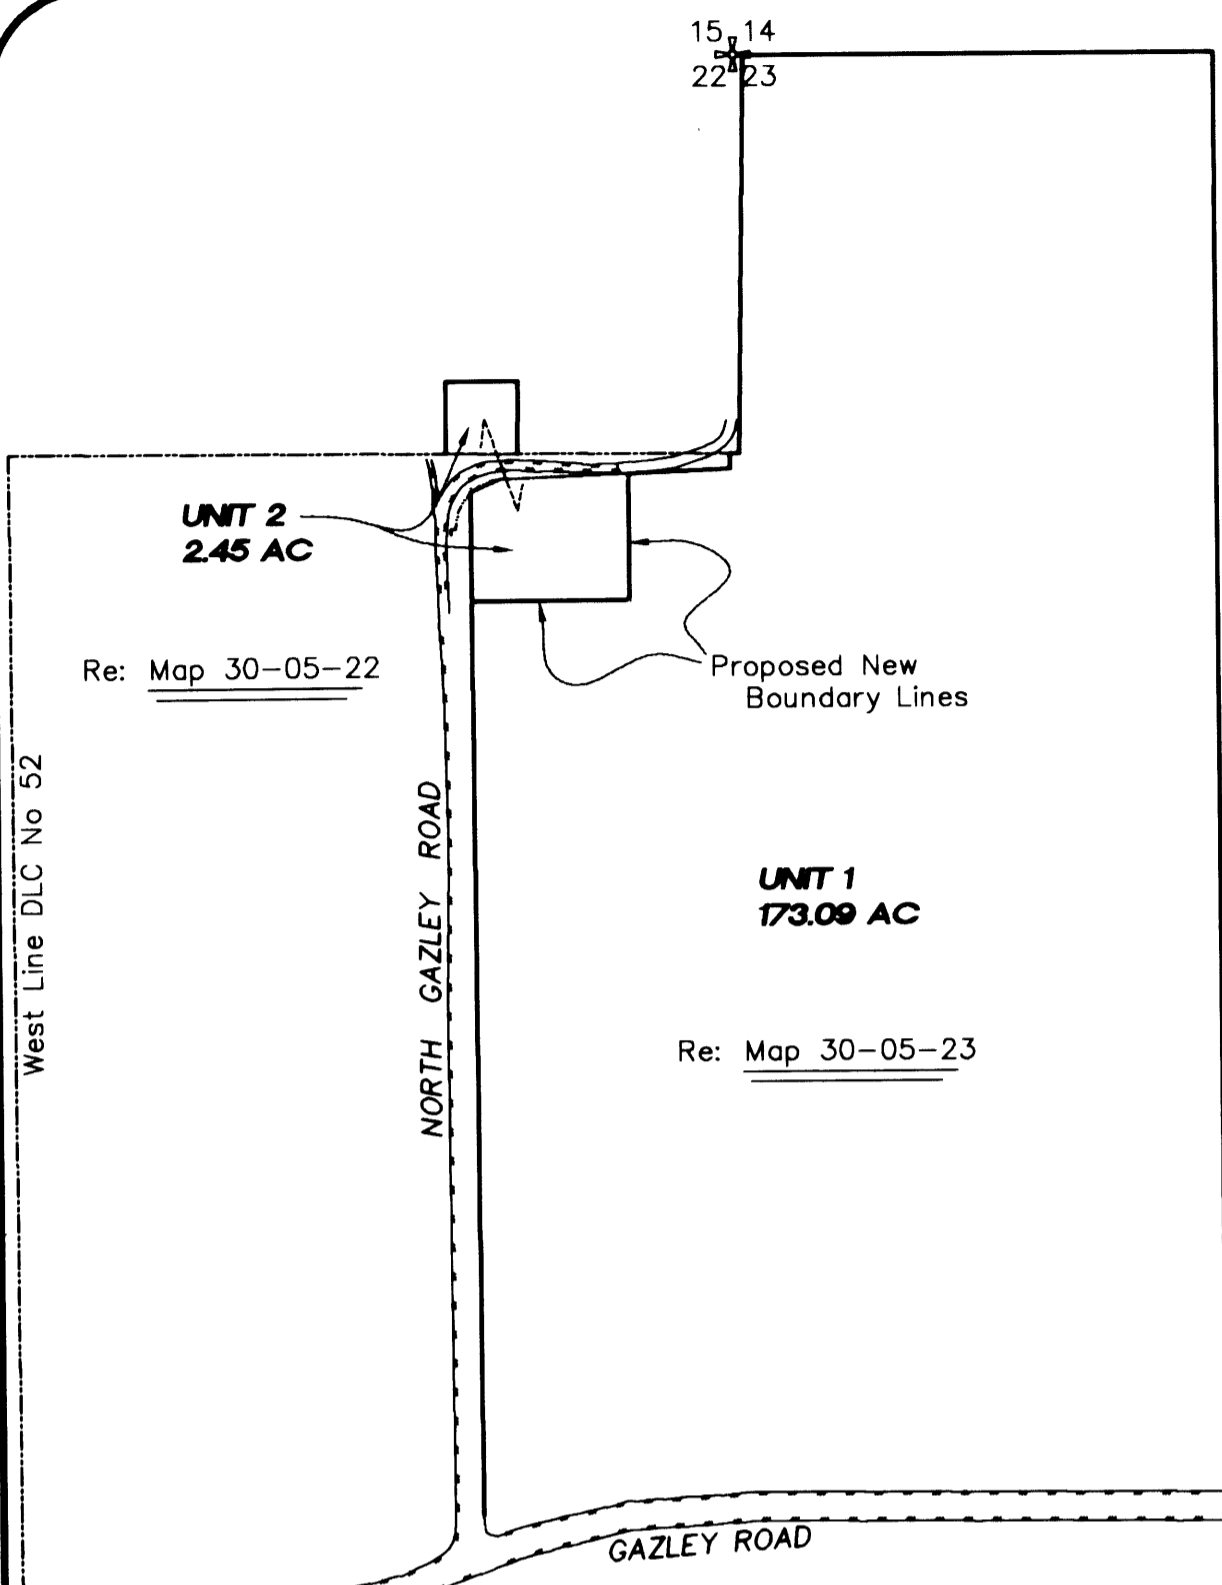 15 14
22 23
UNIT 2
2.45 AC
Re: Map 30-05-22
Proposed New
Boundary Lines
West Line DLC No 52
NORTH GAZLEY ROAD
UNIT 1
173.09 AC
Re: Map 30-05-23
GAZLEY ROAD